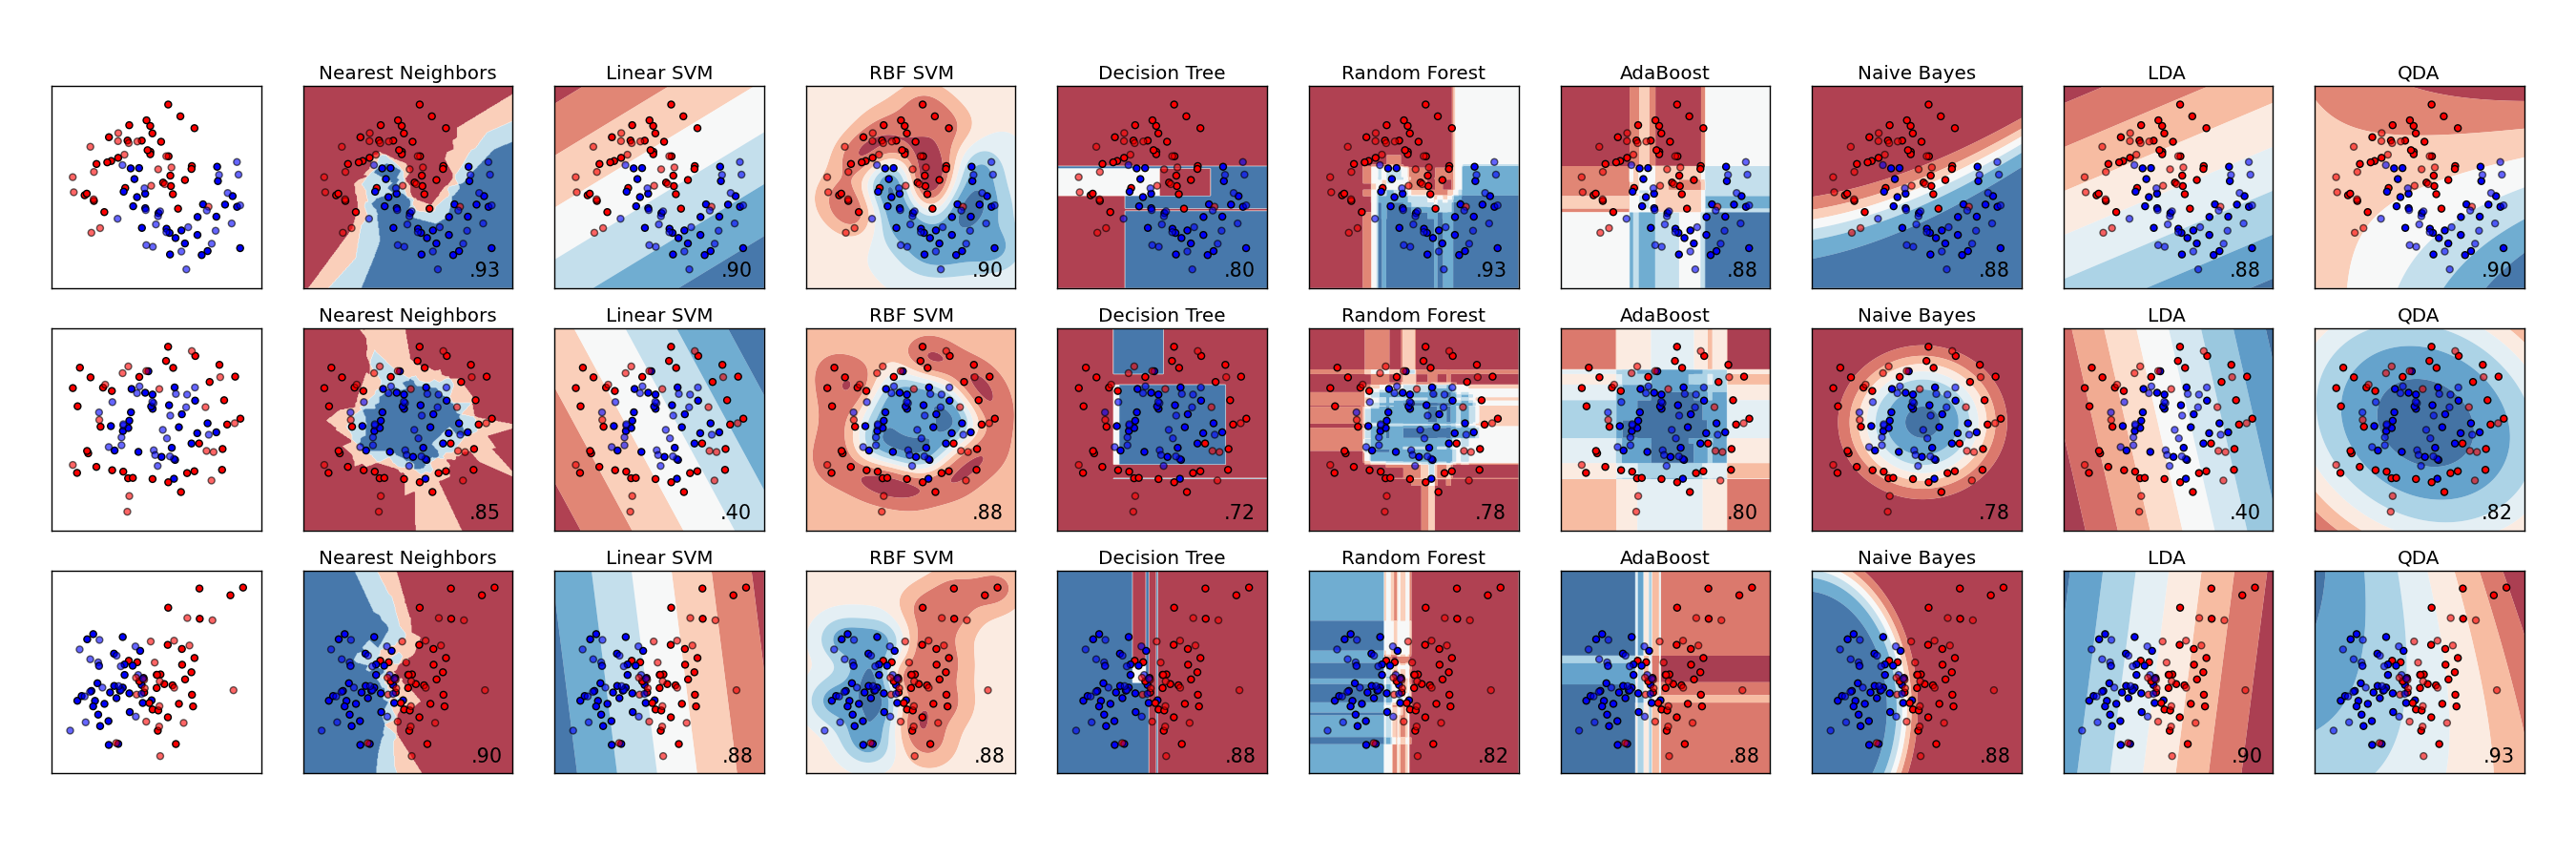 Nearest Neighbors Linear SVM RBF SVM Decision Tree Random Forest AdaBoost Naive Bayes LDA QDA
.93 .90 .90 .80 .93 .88 .88 .88 .90
Nearest Neighbors Linear SVM RBF SVM Decision Tree Random Forest AdaBoost Naive Bayes LDA QDA
.85 .40 .88 .72 .78 .80 .78 .40 .82
Nearest Neighbors Linear SVM RBF SVM Decision Tree Random Forest AdaBoost Naive Bayes LDA QDA
.90 .88 .88 .88 .82 .88 .88 .90 .93